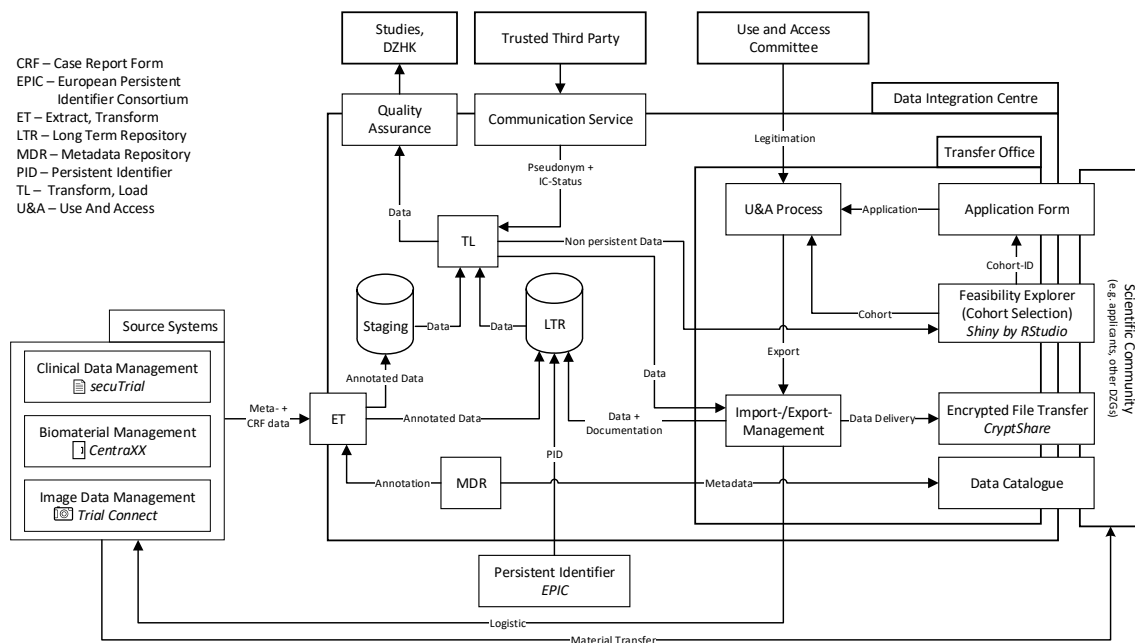 CRF – Case Report Form
EPIC – European Persistent
Identifier Consortium
ET – Extract, Transform
LTR – Long Term Repository
MDR – Metadata Repository
PID – Persistent Identifier
TL – Transform, Load
U&A – Use And Access
Studies,
DZHK
Trusted Third Party
Use and Access
Committee
Data Integration Centre
Quality
Assurance
Communication Service
Legitimation
Transfer Office
Pseudonym +
IC-Status
Data
TL
Non persistent Data
U&A Process
Application
Application Form
Cohort-ID
Feasibility Explorer
(Cohort Selection)
Shiny by RStudio
Cohort
Scientific Community
(e.g. applicants, other DZGs)
Staging
Data
Data
LTR
Export
Source Systems
Clinical Data Management
secuTrial
Biomaterial Management
CentraXX
Image Data Management
Trial Connect
Meta- +
CRF data
ET
Annotated Data
Annotated Data
Data
Data +
Documentation
Import-/Export-
Management
Data Delivery
Encrypted File Transfer
CryptShare
PID
Annotation
MDR
Metadata
Data Catalogue
Persistent Identifier
EPIC
Logistic
Material Transfer